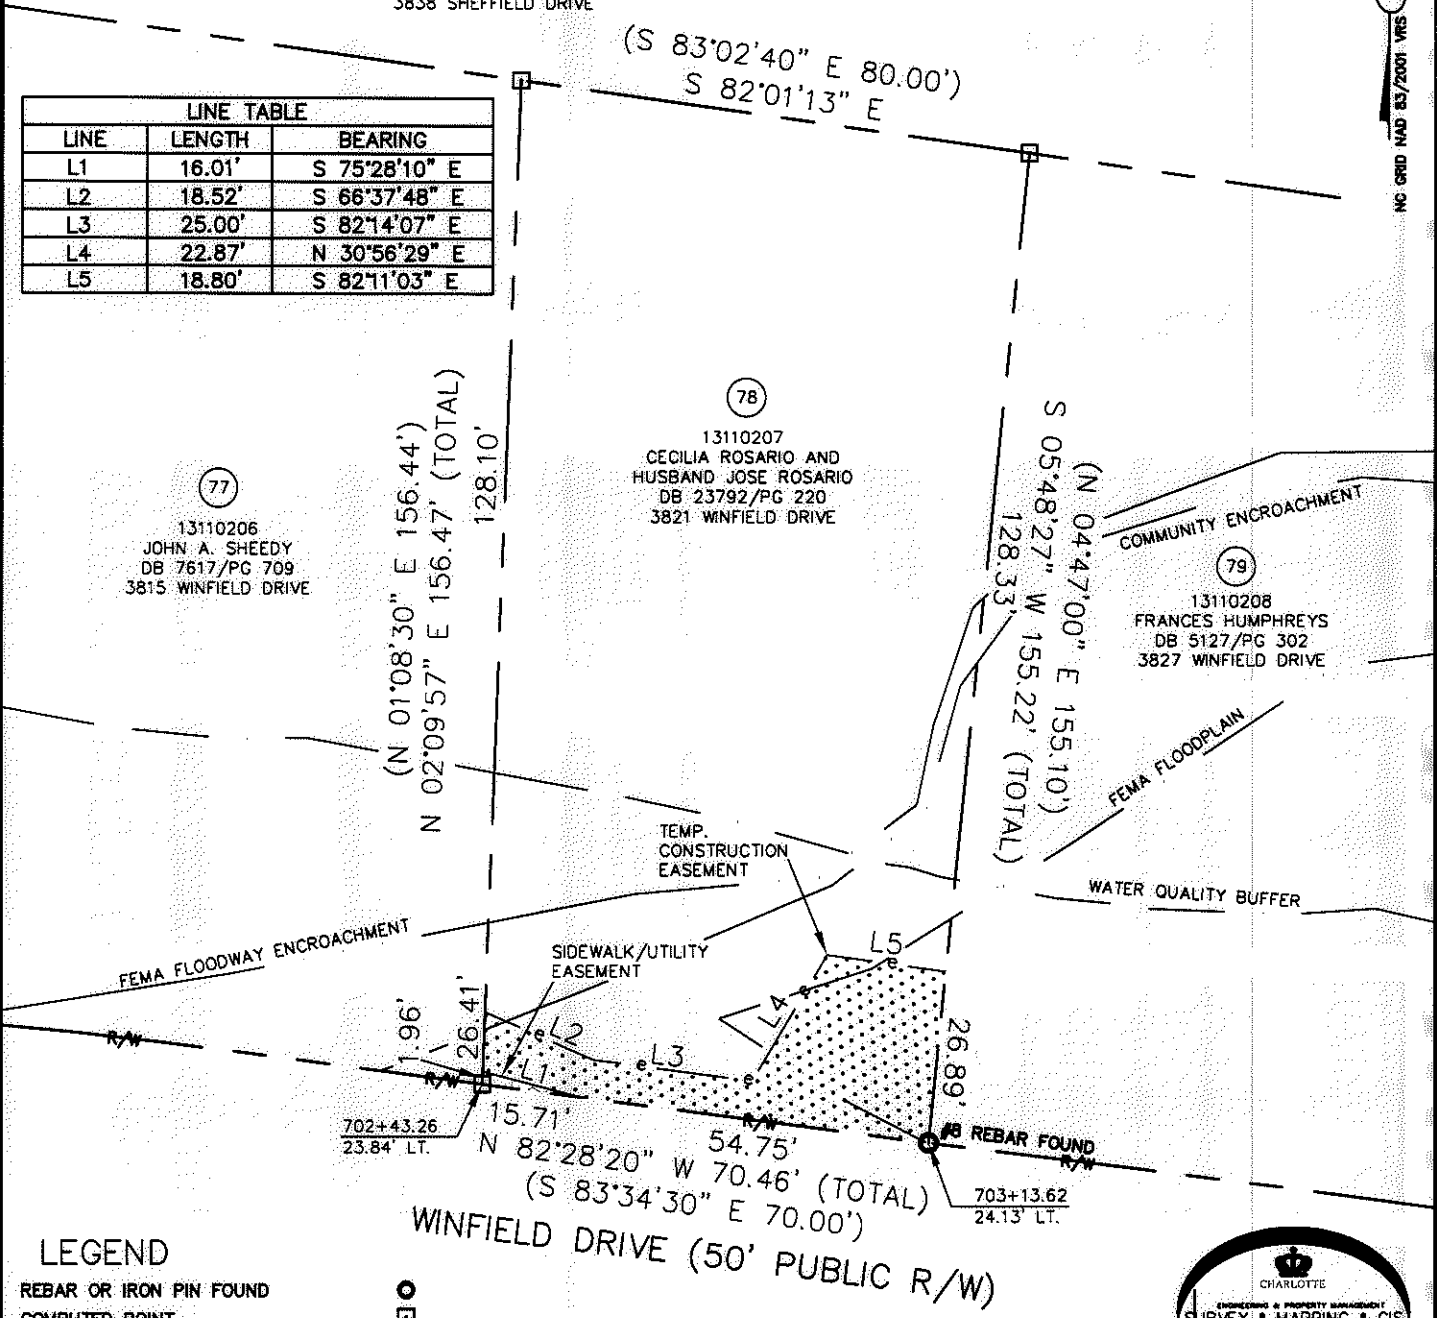 3838 SHEFFIELD DRIVE
(S 83°02'40" E 80.00')
S 82°01'13" E
NC GRID NAD 83/2001 VRS
LINE TABLE
LINE LENGTH BEARING
L1 16.01' S 75°28'10" E
L2 18.52' S 66°37'48" E
L3 25.00' S 82°14'07" E
L4 22.87' N 30°56'29" E
L5 18.80' S 82°11'03" E
(N 01°08'30" E 156.44')
N 02°09'57" E 156.47' (TOTAL)
128.10'
77
13110206
JOHN A. SHEEDY
DB 7617/PG 709
3815 WINFIELD DRIVE
78
13110207
CECILIA ROSARIO AND
HUSBAND JOSE ROSARIO
DB 23792/PG 220
3821 WINFIELD DRIVE
(N 04°47'00" E 155.10')
S 05°48'27" W 155.22' (TOTAL)
128.33'
COMMUNITY ENCROACHMENT
79
13110208
FRANCES HUMPHREYS
DB 5127/PG 302
3827 WINFIELD DRIVE
FEMA FLOODPLAIN
TEMP.
CONSTRUCTION
EASEMENT
WATER QUALITY BUFFER
FEMA FLOODWAY ENCROACHMENT
SIDEWALK/UTILITY
EASEMENT
L5
e
L4
e
1.96'
26.41'
L2
e
L3
e
e
L1
26.89'
R/W
R/W
R/W
R/W
#8 REBAR FOUND
702+43.26
23.84' LT.
15.71'
54.75'
N 82°28'20" W 70.46' (TOTAL)
(S 83°34'30" E 70.00')
703+13.62
24.13' LT.
WINFIELD DRIVE (50' PUBLIC R/W)
LEGEND
REBAR OR IRON PIN FOUND
COMPUTED POINT
CHARLOTTE
ENGINEERING & PROPERTY MANAGEMENT
SURVEY & MAPPING & GIS